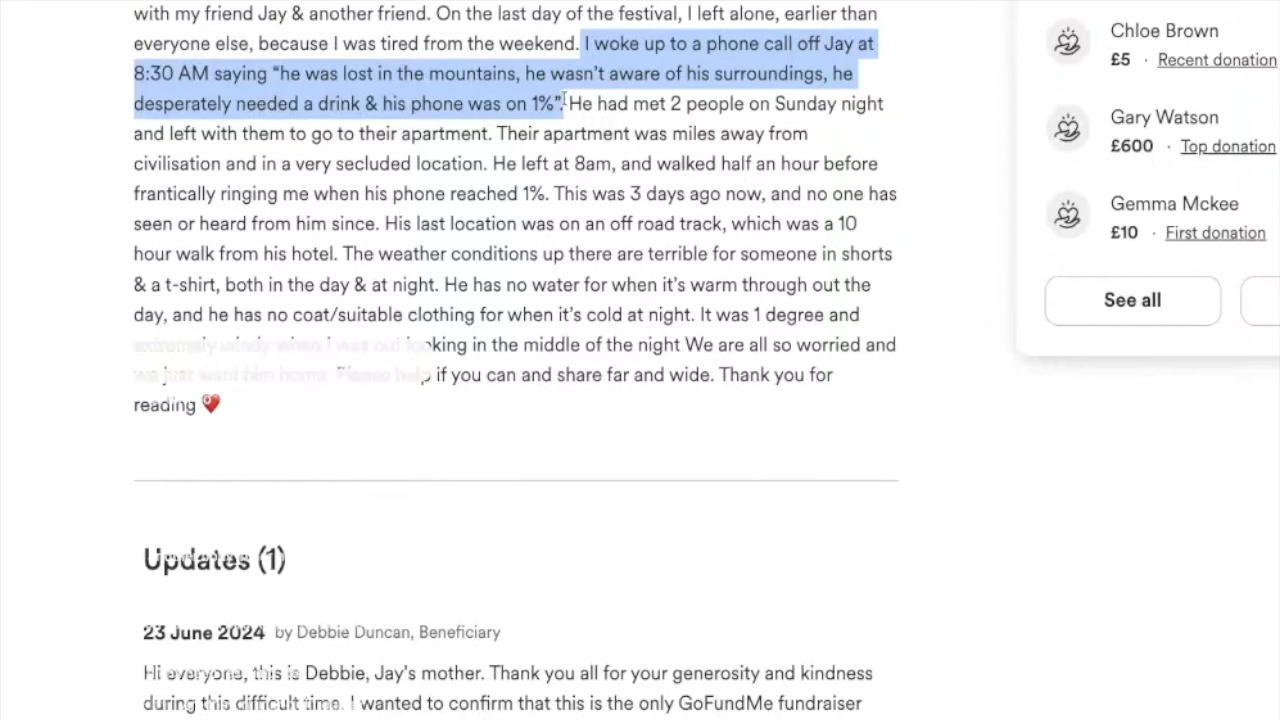 with my friend Jay & another friend. On the last day of the festival, I left alone, earlier than
everyone else, because I was tired from the weekend. I woke up to a phone call off Jay at
8:30 AM saying “he was lost in the mountains, he wasn’t aware of his surroundings, he
desperately needed a drink & his phone was on 1%”. He had met 2 people on Sunday night
and left with them to go to their apartment. Their apartment was miles away from
civilisation and in a very secluded location. He left at 8am, and walked half an hour before
frantically ringing me when his phone reached 1%. This was 3 days ago now, and no one has
seen or heard from him since. His last location was on an off road track, which was a 10
hour walk from his hotel. The weather conditions up there are terrible for someone in shorts
& a t-shirt, both in the day & at night. He has no water for when it’s warm through out the
day, and he has no coat/suitable clothing for when it’s cold at night. It was 1 degree and
extremely windy when I was out looking in the middle of the night We are all so worried and
we just want him home. Please help if you can and share far and wide. Thank you for
reading ❤️
Updates (1)
23 June 2024 by Debbie Duncan, Beneficiary
Hi everyone, this is Debbie, Jay's mother. Thank you all for your generosity and kindness
during this difficult time. I wanted to confirm that this is the only GoFundMe fundraiser
Chloe Brown
£5 · Recent donation
Gary Watson
£600 · Top donation
Gemma Mckee
£10 · First donation
See all